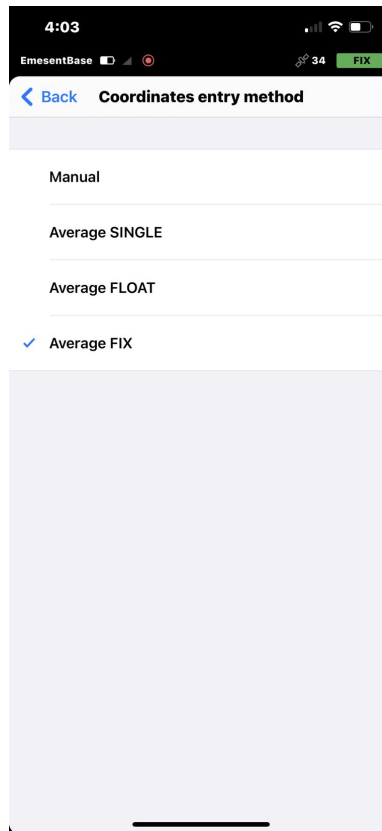 4:03
EmesentBase 34 FIX
Back Coordinates entry method
Manual
Average SINGLE
Average FLOAT
Average FIX